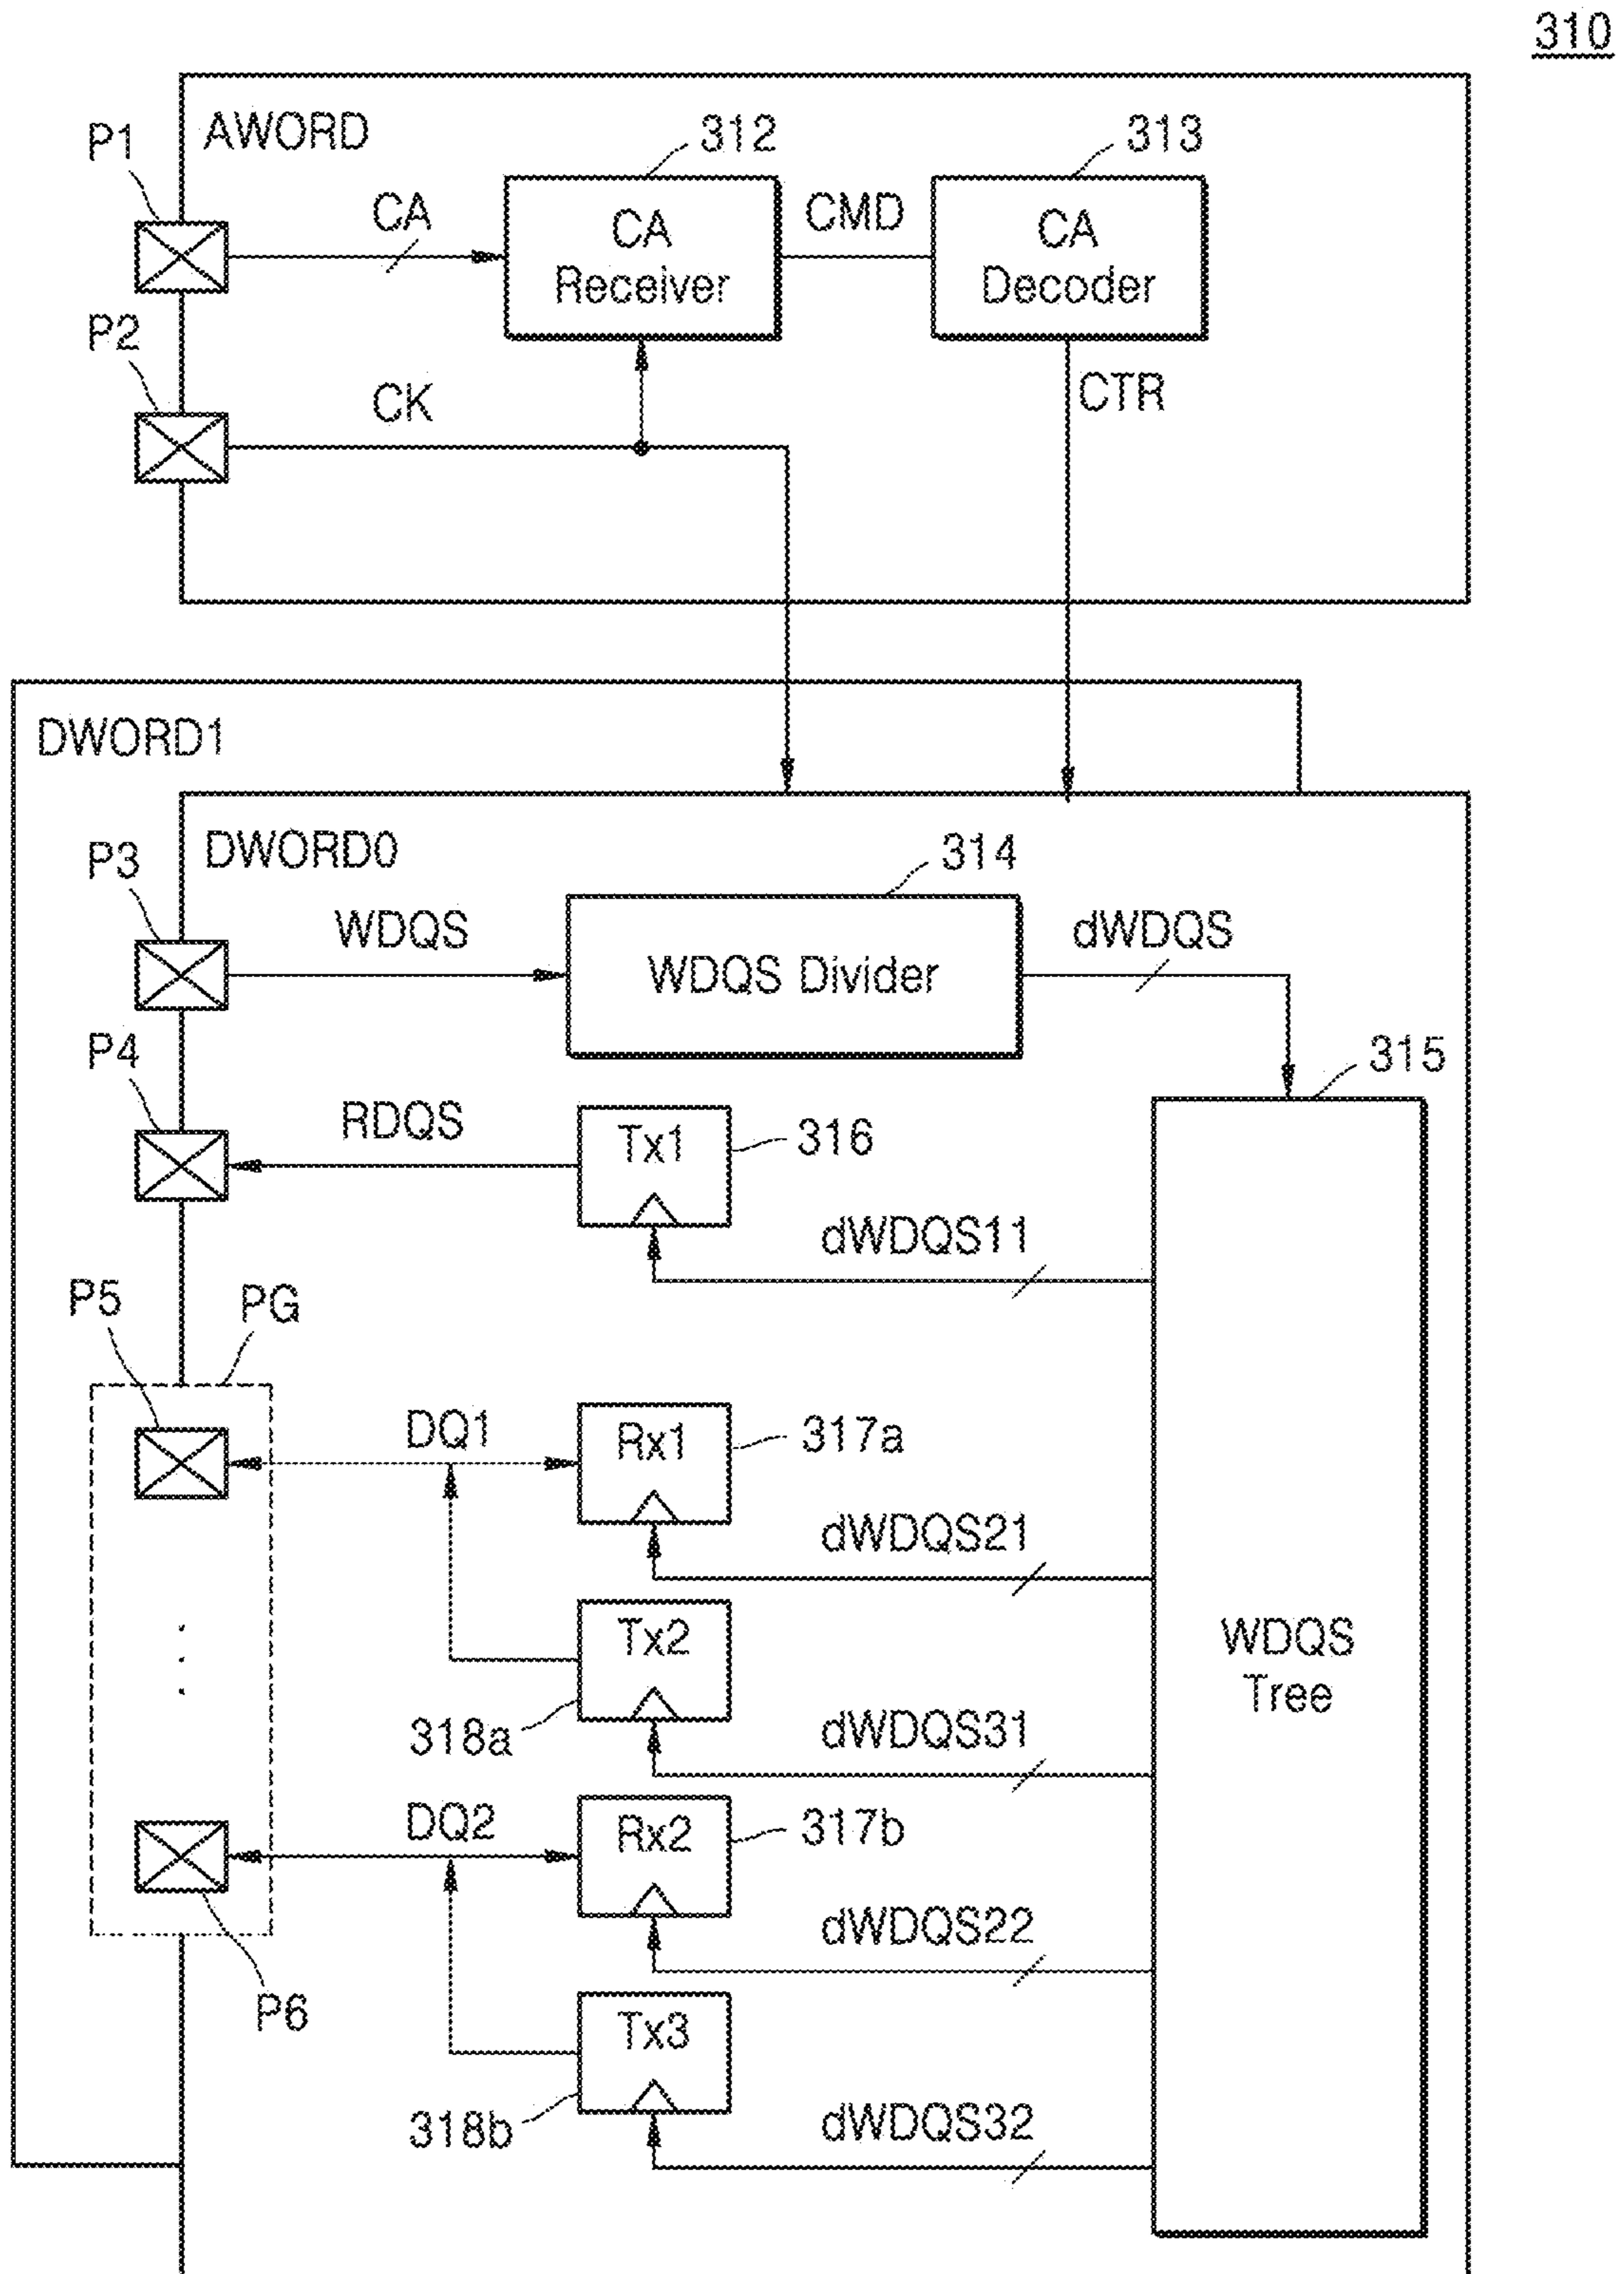 310
AWORD
P1
312
313
CA
CA
Receiver
CMD
CA
Decoder
P2
CK
CTR
DWORD1
DWORD0
P3
314
WDQS
WDQS Divider
dWDQS
P4
315
RDQS
Tx1
316
dWDQS11
P5
PG
DQ1
Rx1
317a
dWDQS21
Tx2
WDQS
Tree
318a
dWDQS31
DQ2
Rx2
317b
dWDQS22
P6
Tx3
318b
dWDQS32